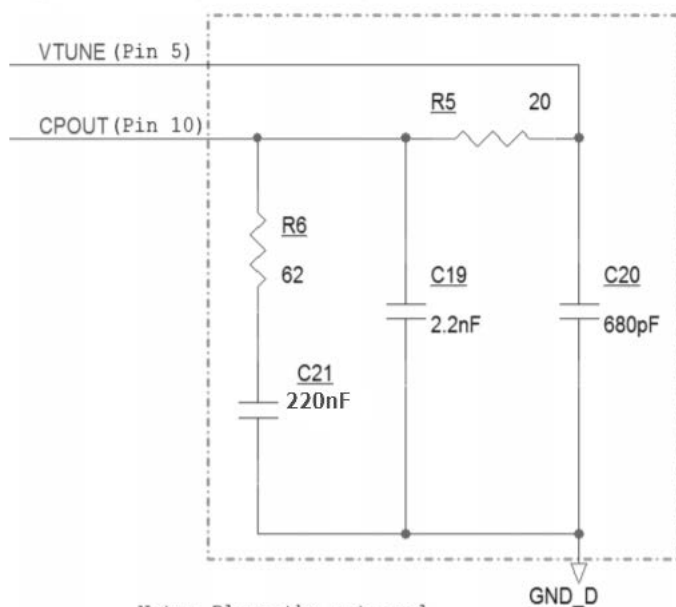 VTUNE (Pin 5)
R5 20
CPOUT (Pin 10)
R6
62
C19
2.2nF
C20
680pF
C21
220nF
GND_D